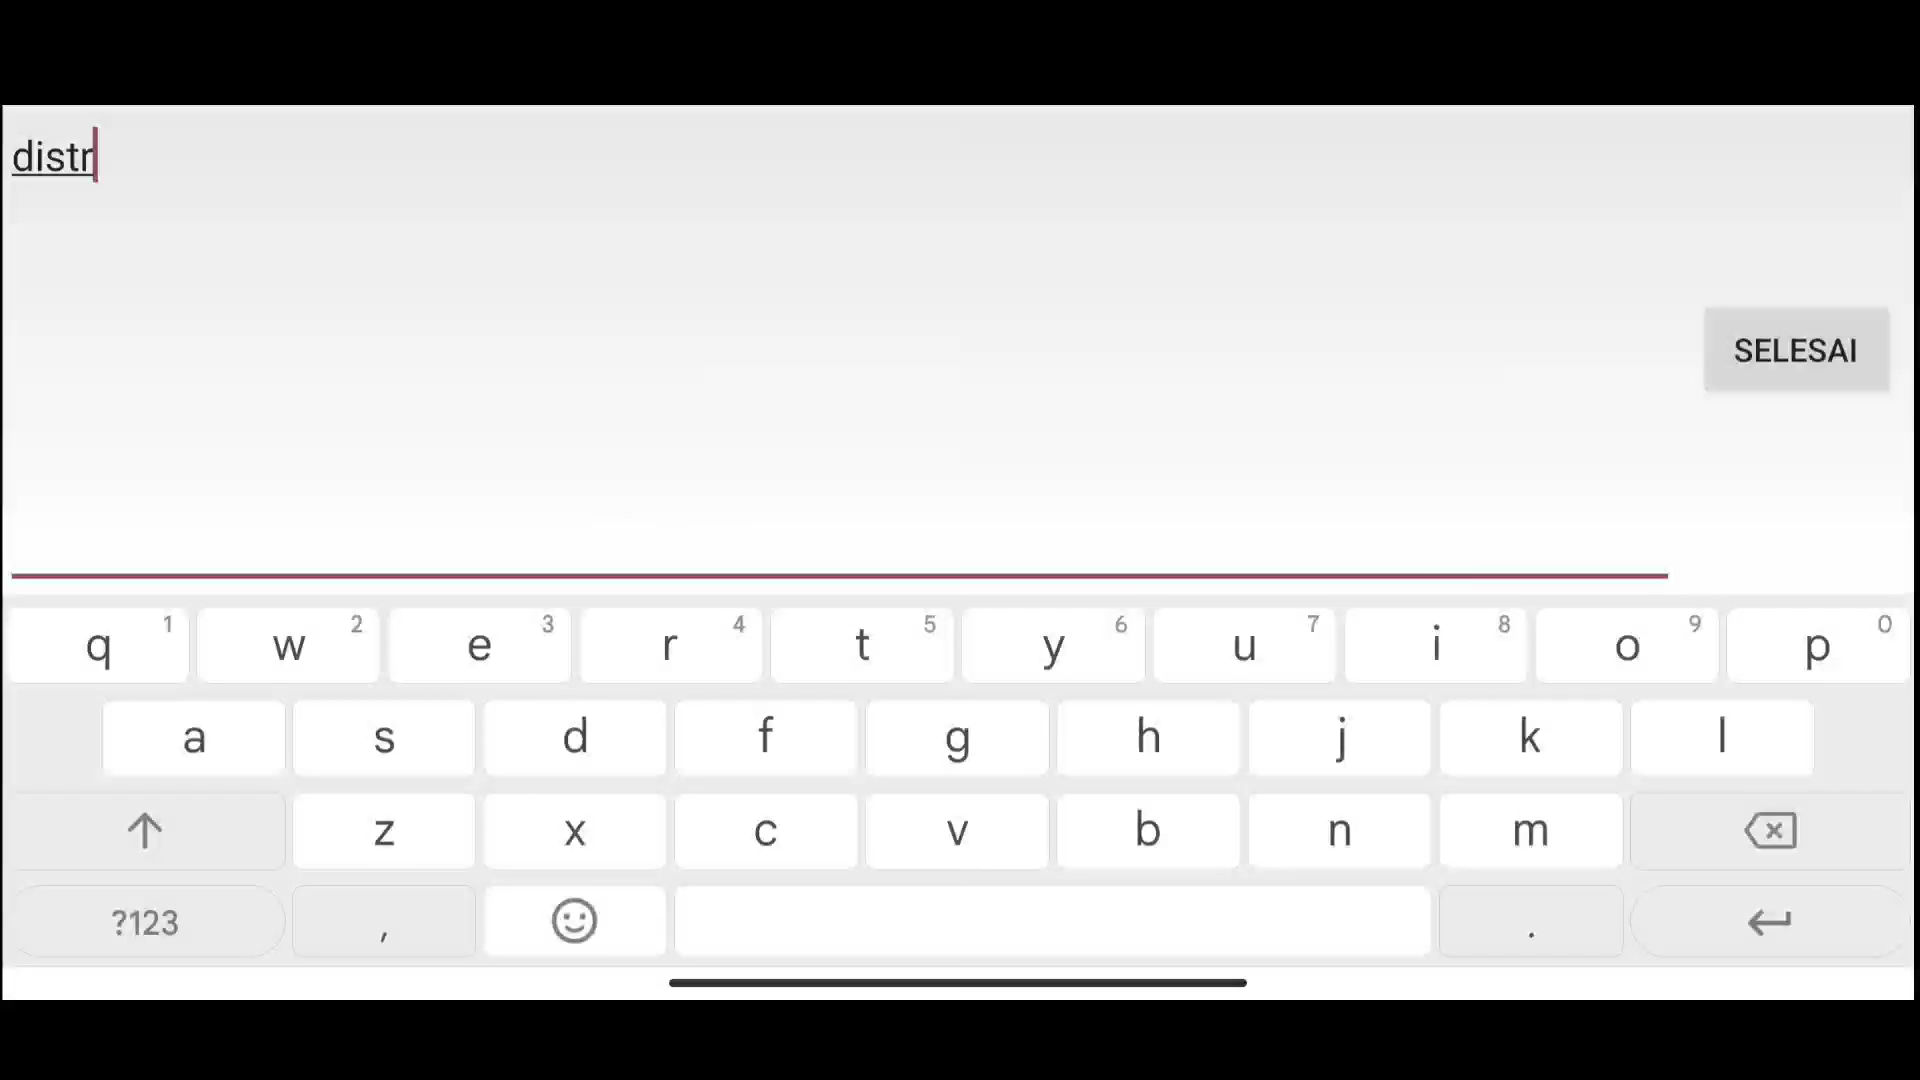 distr
SELESAI
q 1 w 2 e 3 r 4 t 5 y 6 u 7 i 8 o 9 p 0
a s d f g h j k l
z x c v b n m
?123 , .